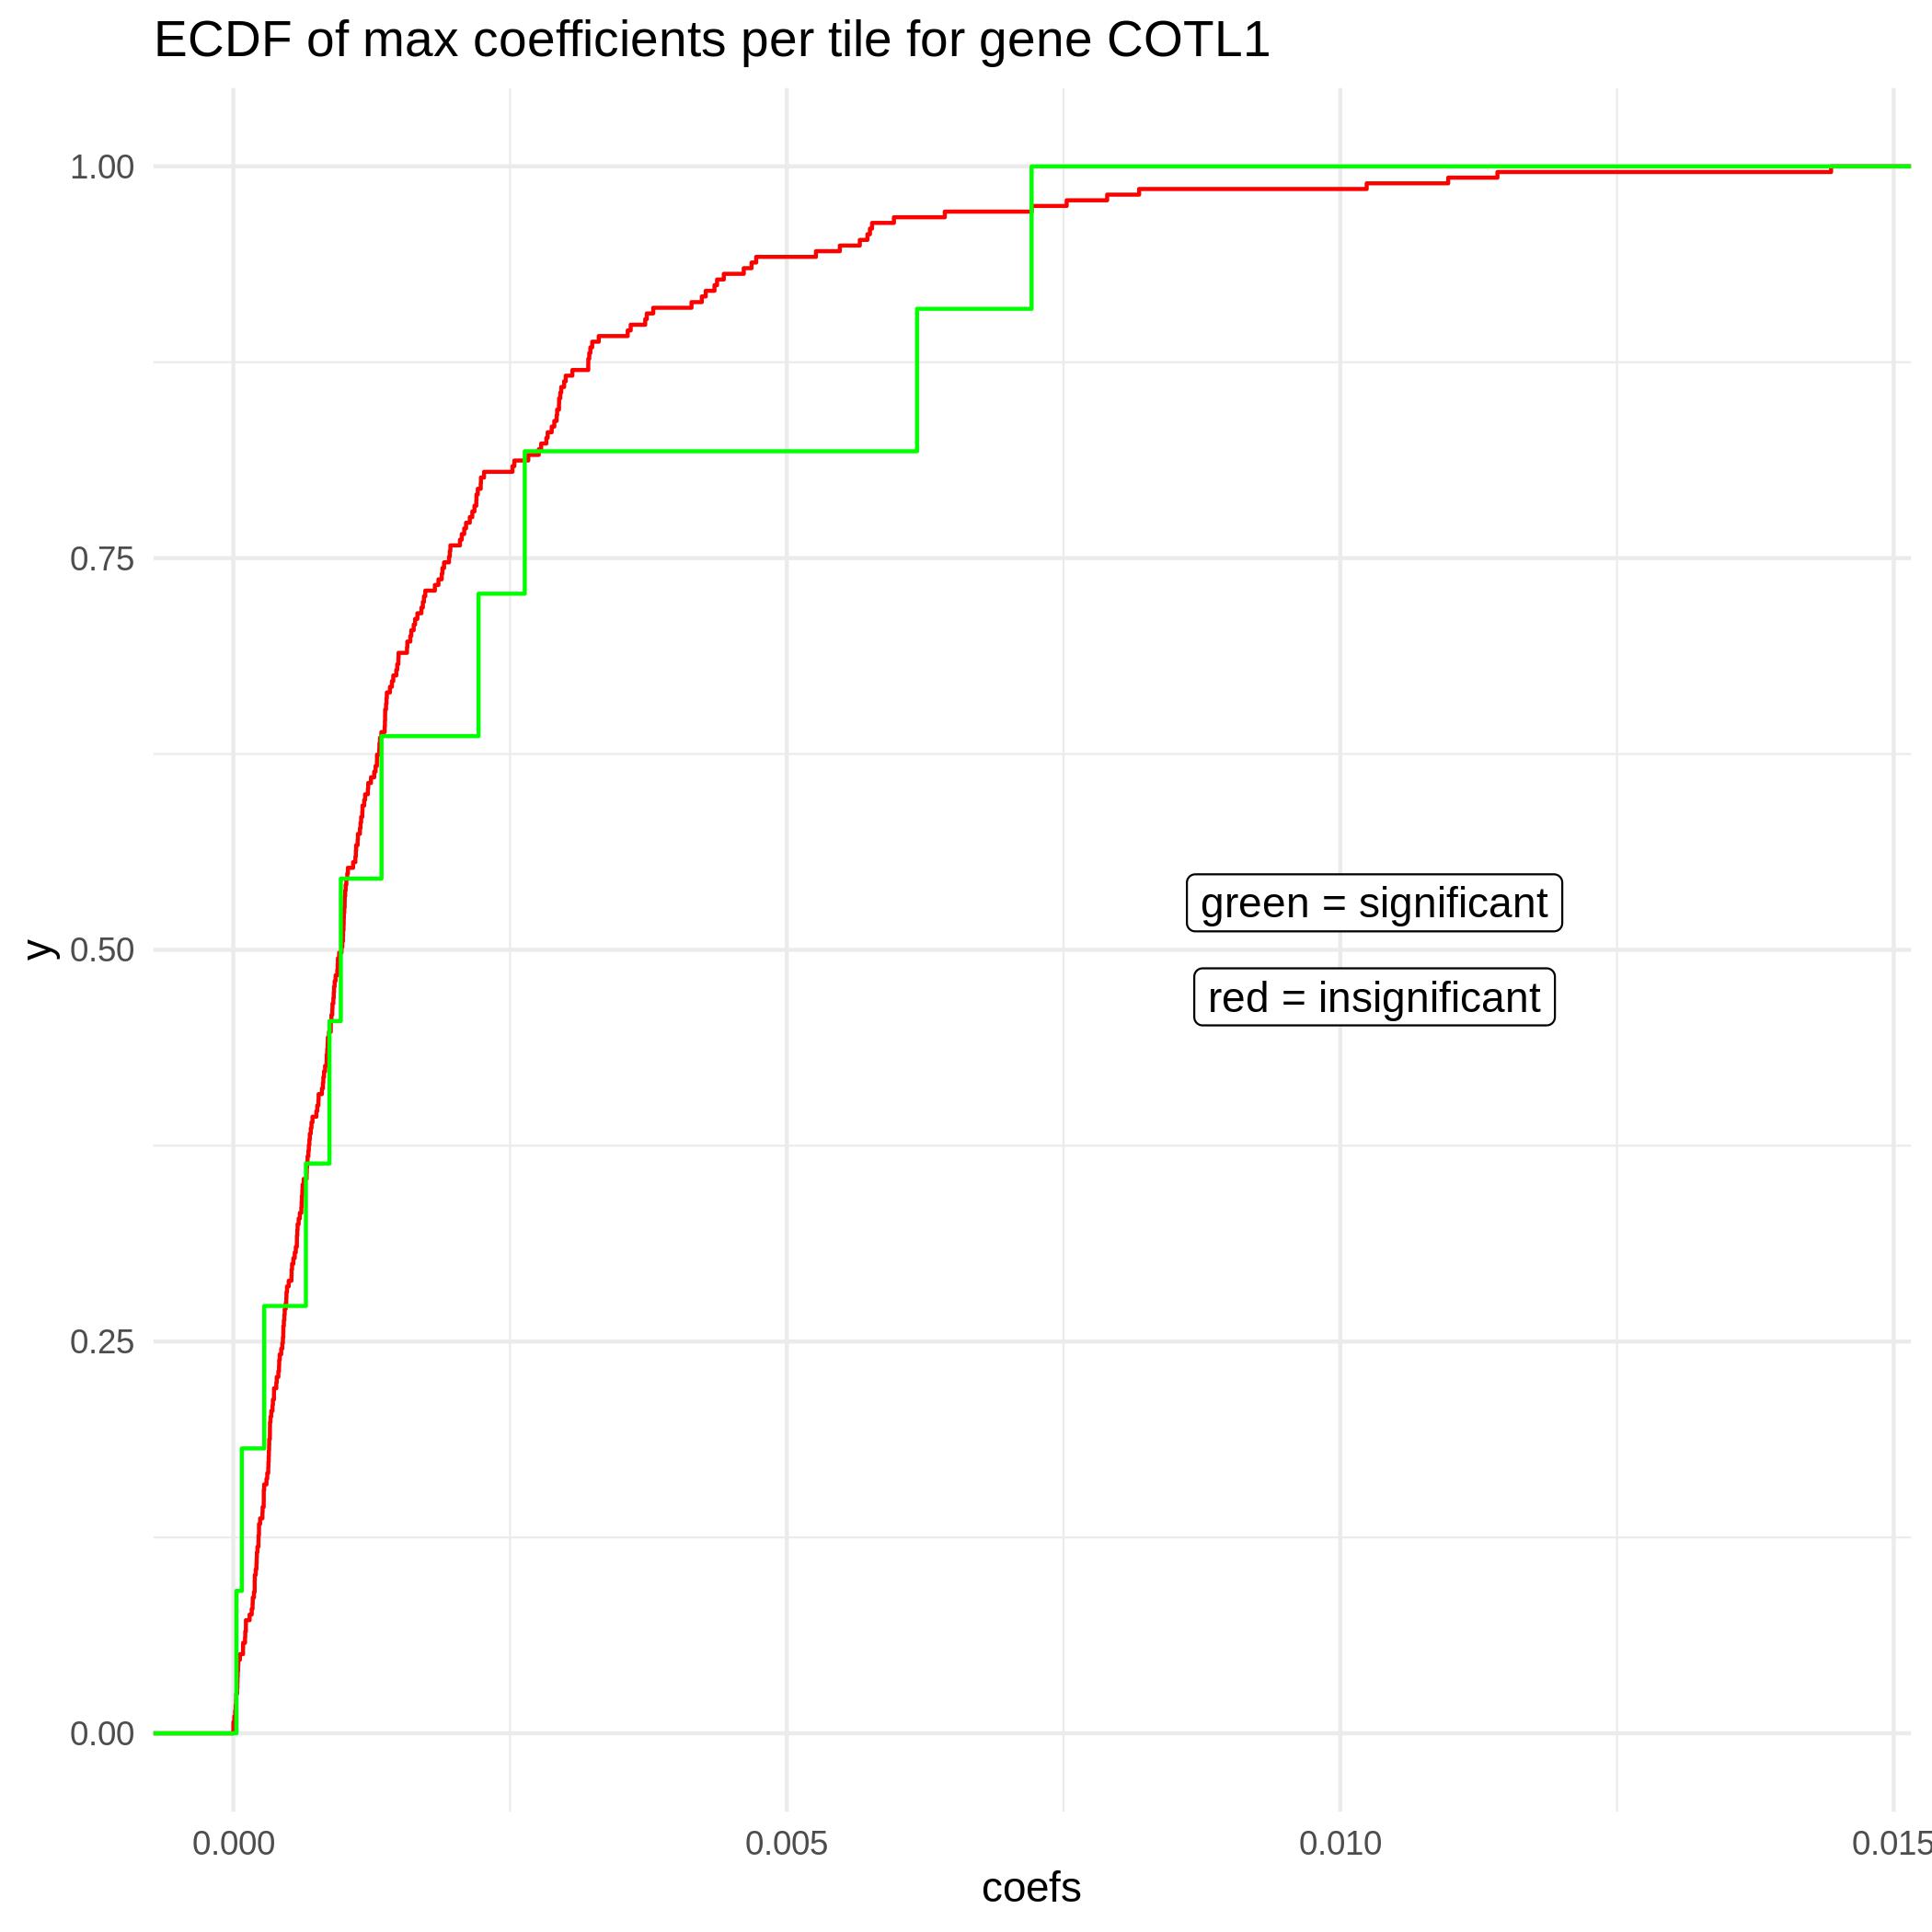 ECDF of max coefficients per tile for gene COTL1
1.00
0.75
0.50
0.25
0.00
y
green = significant
red = insignificant
0.000
0.005
0.010
0.015
coefs